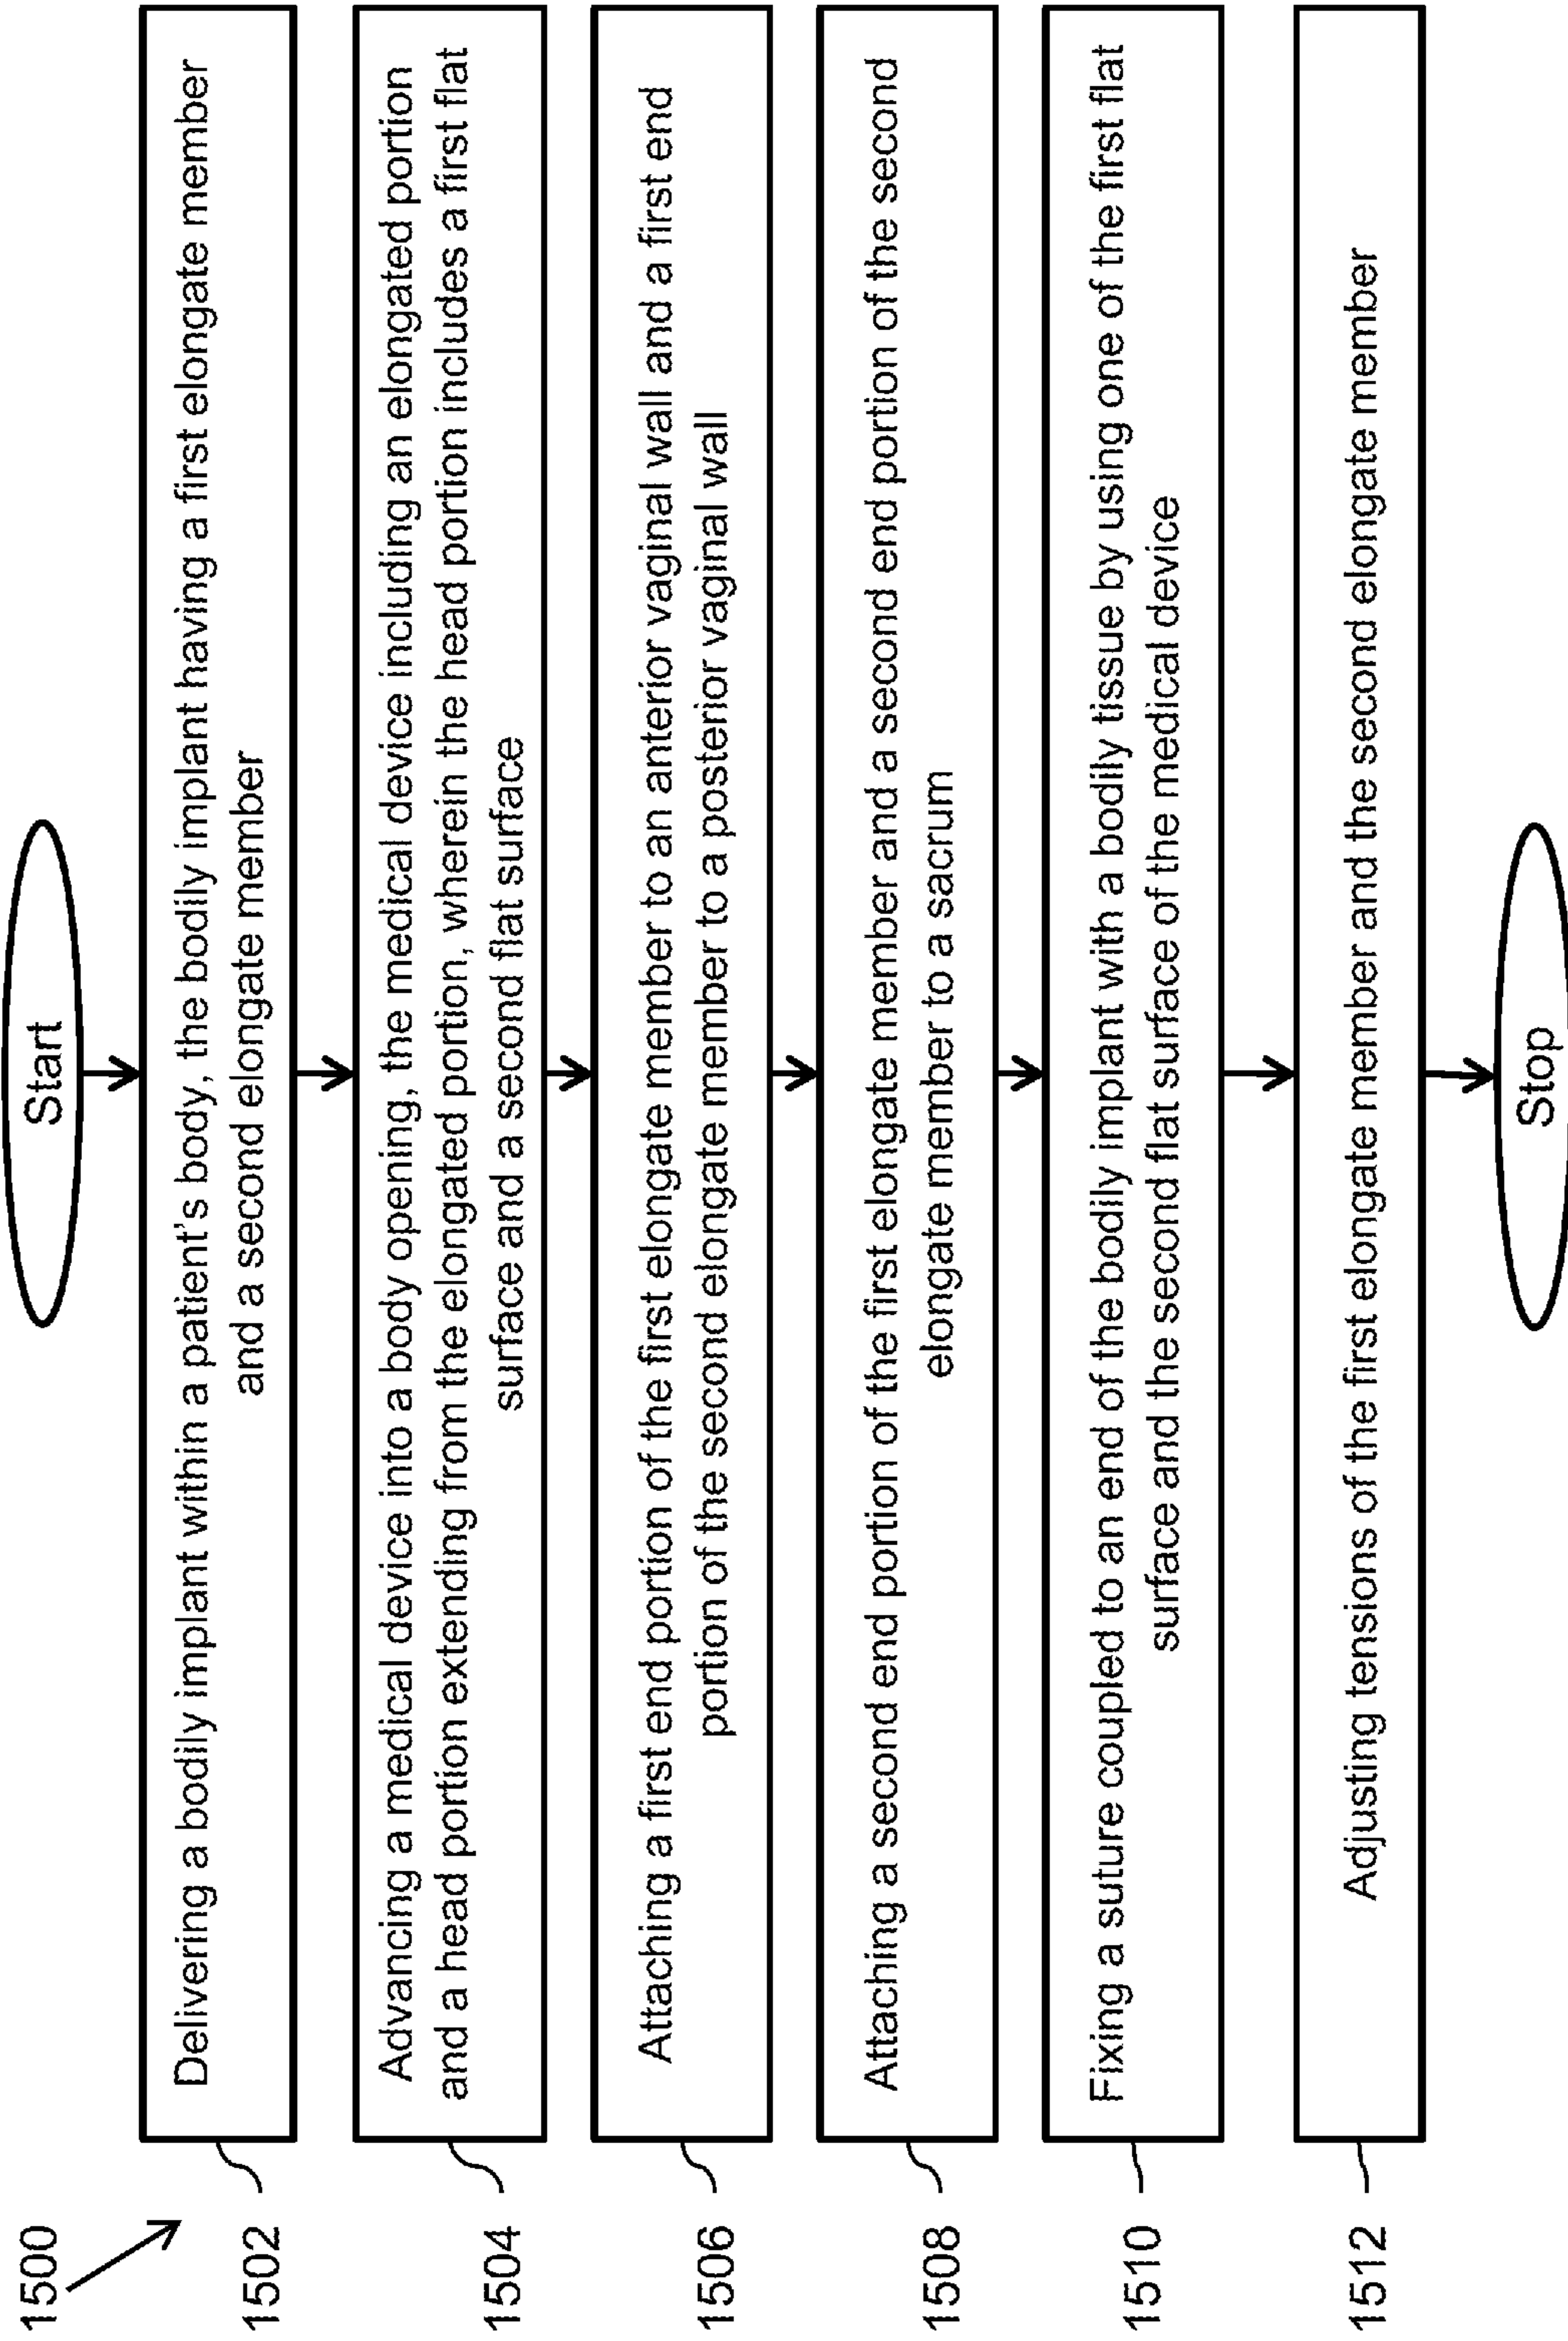 1500
Start
1502
Delivering a bodily implant within a patient's body, the bodily implant having a first elongate member
and a second elongate member
1504
Advancing a medical device into a body opening, the medical device including an elongated portion
and a head portion extending from the elongated portion, wherein the head portion includes a first flat
surface and a second flat surface
1506
Attaching a first end portion of the first elongate member to an anterior vaginal wall and a first end
portion of the second elongate member to a posterior vaginal wall
1508
Attaching a second end portion of the first elongate member and a second end portion of the second
elongate member to a sacrum
1510
Fixing a suture coupled to an end of the bodily implant with a bodily tissue by using one of the first flat
surface and the second flat surface of the medical device
1512
Adjusting tensions of the first elongate member and the second elongate member
Stop